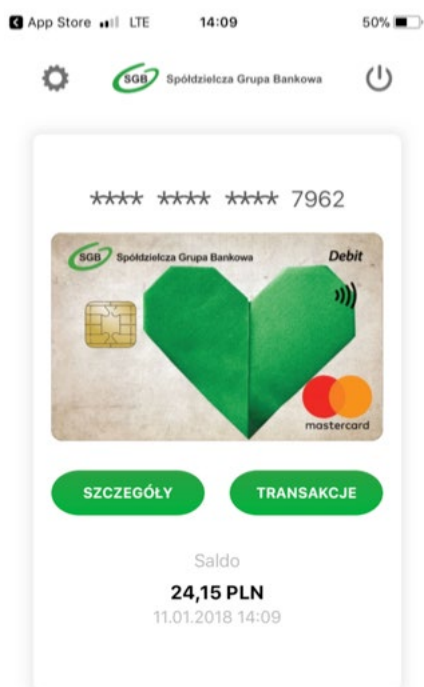 App Store LTE 14:09 50%
SGB Spółdzielcza Grupa Bankowa
**** **** **** 7962
SGB Spółdzielcza Grupa Bankowa Debit
mastercard
SZCZEGÓŁY TRANSAKCJE
Saldo
24,15 PLN
11.01.2018 14:09